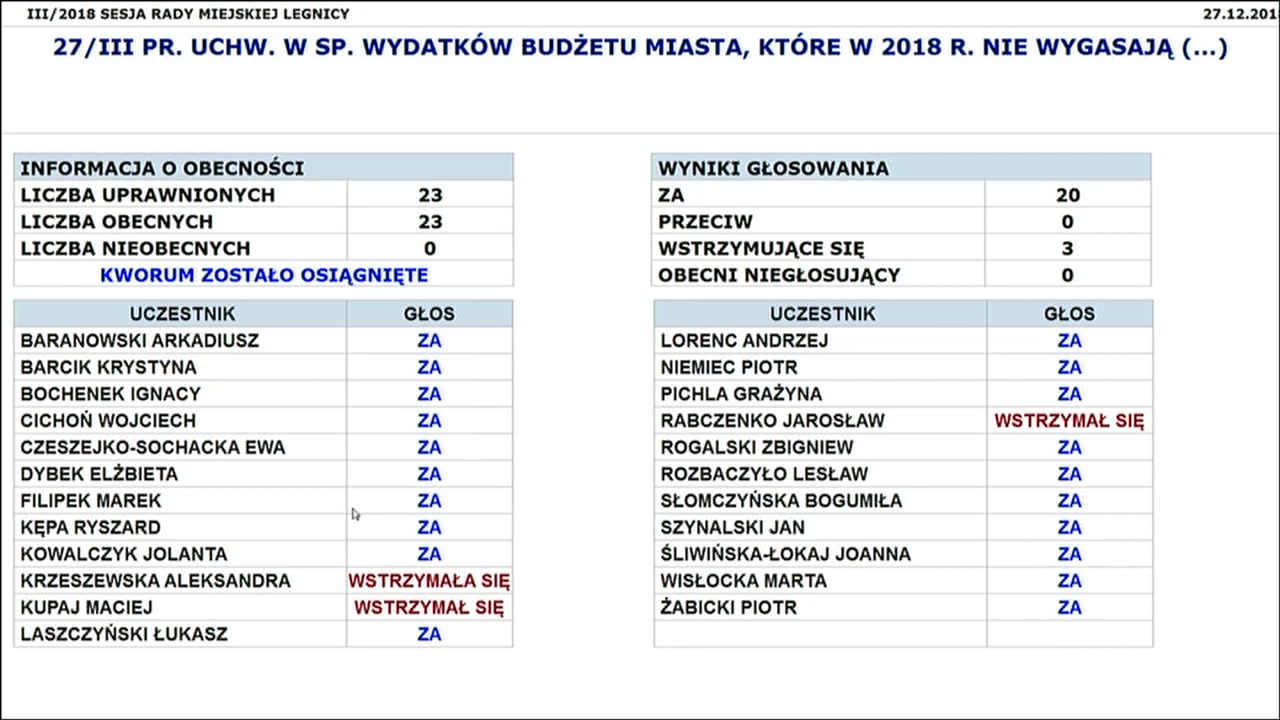 III/2018 SESJA RADY MIEJSKIEJ LEGNICY
27.12.201
27/III PR. UCHW. W SP. WYDATKÓW BUDŻETU MIASTA, KTÓRE W 2018 R. NIE WYGASAJĄ (...)
INFORMACJA O OBECNOŚCI
LICZBA UPRAWNIONYCH 23
LICZBA OBECNYCH 23
LICZBA NIEOBECNYCH 0
KWORUM ZOSTAŁO OSIĄGNIĘTE
WYNIKI GŁOSOWANIA
ZA 20
PRZECIW 0
WSTRZYMUJĄCE SIĘ 3
OBECNI NIEGŁOSUJĄCY 0
UCZESTNIK GŁOS
BARANOWSKI ARKADIUSZ ZA
BARCIK KRYSTYNA ZA
BOCHENEK IGNACY ZA
CICHOŃ WOJCIECH ZA
CZESZEJKO-SOCHACKA EWA ZA
DYBEK ELŻBIETA ZA
FILIPEK MAREK ZA
KĘPA RYSZARD ZA
KOWALCZYK JOLANTA ZA
KRZESZEWSKA ALEKSANDRA WSTRZYMAŁA SIĘ
KUPAJ MACIEJ WSTRZYMAŁ SIĘ
LASZCZYŃSKI ŁUKASZ ZA
UCZESTNIK GŁOS
LORENC ANDRZEJ ZA
NIEMIEC PIOTR ZA
PICHLA GRAŻYNA ZA
RABCZENKO JAROSŁAW WSTRZYMAŁ SIĘ
ROGALSKI ZBIGNIEW ZA
ROZBACZYŁO LESŁAW ZA
SŁOMCZYŃSKA BOGUMIŁA ZA
SZYNALSKI JAN ZA
ŚLIWIŃSKA-ŁOKAJ JOANNA ZA
WISŁOCKA MARTA ZA
ŻABICKI PIOTR ZA